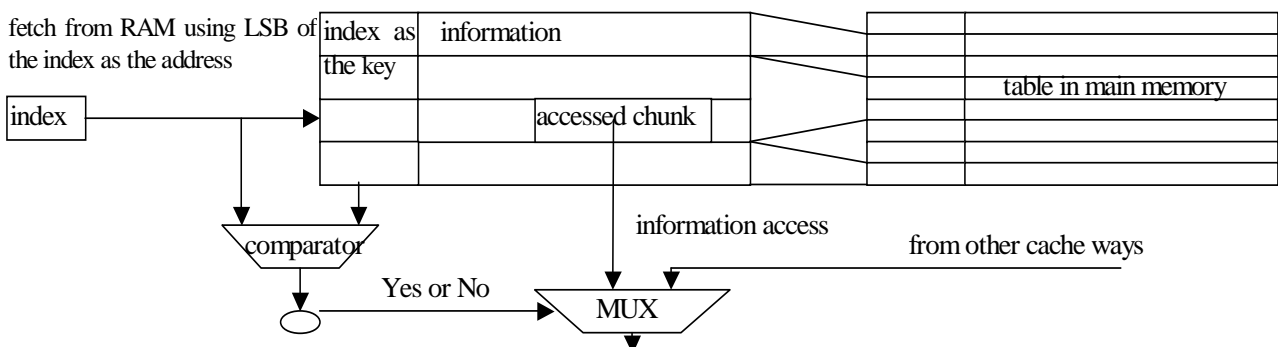 fetch from RAM using LSB of
the index as the address
index as
the key
information
table in main memory
index
accessed chunk
comparator
information access
from other cache ways
Yes or No
MUX